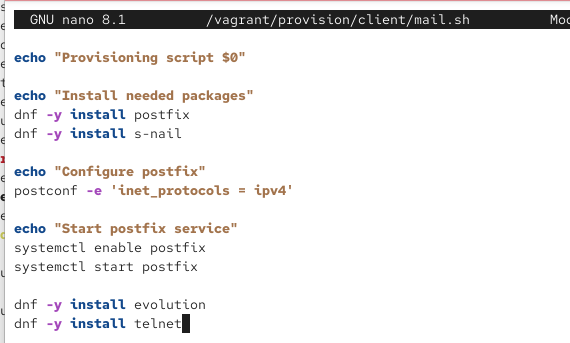 GNU nano 8.1 /vagrant/provision/client/mail.sh
echo "Provisioning script $0"
echo "Install needed packages"
dnf -y install postfix
dnf -y install s-nail
echo "Configure postfix"
postconf -e 'inet_protocols = ipv4'
echo "Start postfix service"
systemctl enable postfix
systemctl start postfix
dnf -y install evolution
dnf -y install telnet